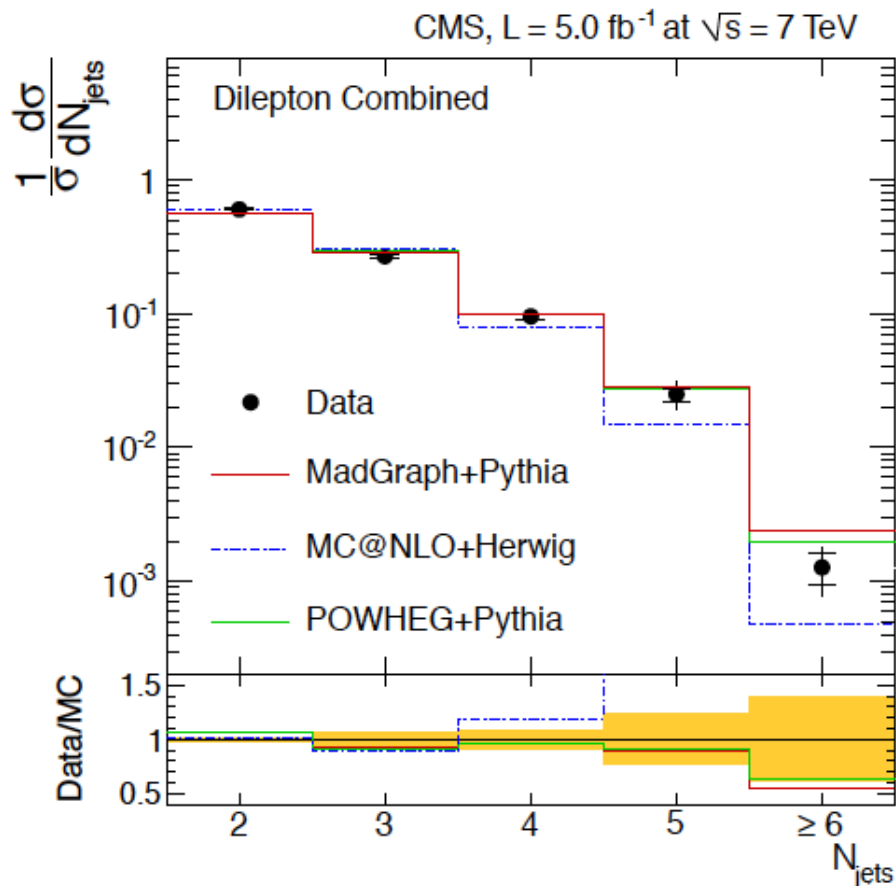 CMS, L = 5.0 fb⁻¹ at √s = 7 TeV
1/σ dσ/dN_jets
Dilepton Combined
1
10⁻¹
10⁻²
10⁻³
Data
MadGraph+Pythia
MC@NLO+Herwig
POWHEG+Pythia
Data/MC
1.5
1
0.5
2 3 4 5 ≥ 6
N_jets